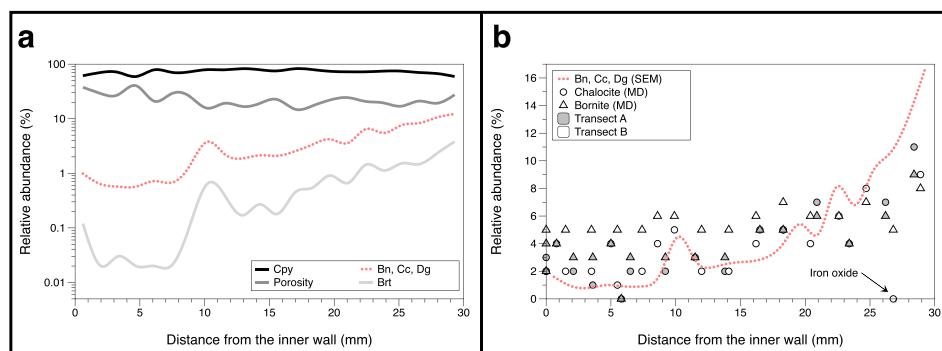 a
Relative abundance (%)
100
10
1
0.1
0.01
Cpy
Porosity
Bn, Cc, Dg
Brt
0 5 10 15 20 25 30
Distance from the inner wall (mm)
b
Relative abundance (%)
16
14
12
10
8
6
4
2
0
Bn, Cc, Dg (SEM)
Chalocite (MD)
Bornite (MD)
Transect A
Transect B
Iron oxide
0 5 10 15 20 25 30
Distance from the inner wall (mm)